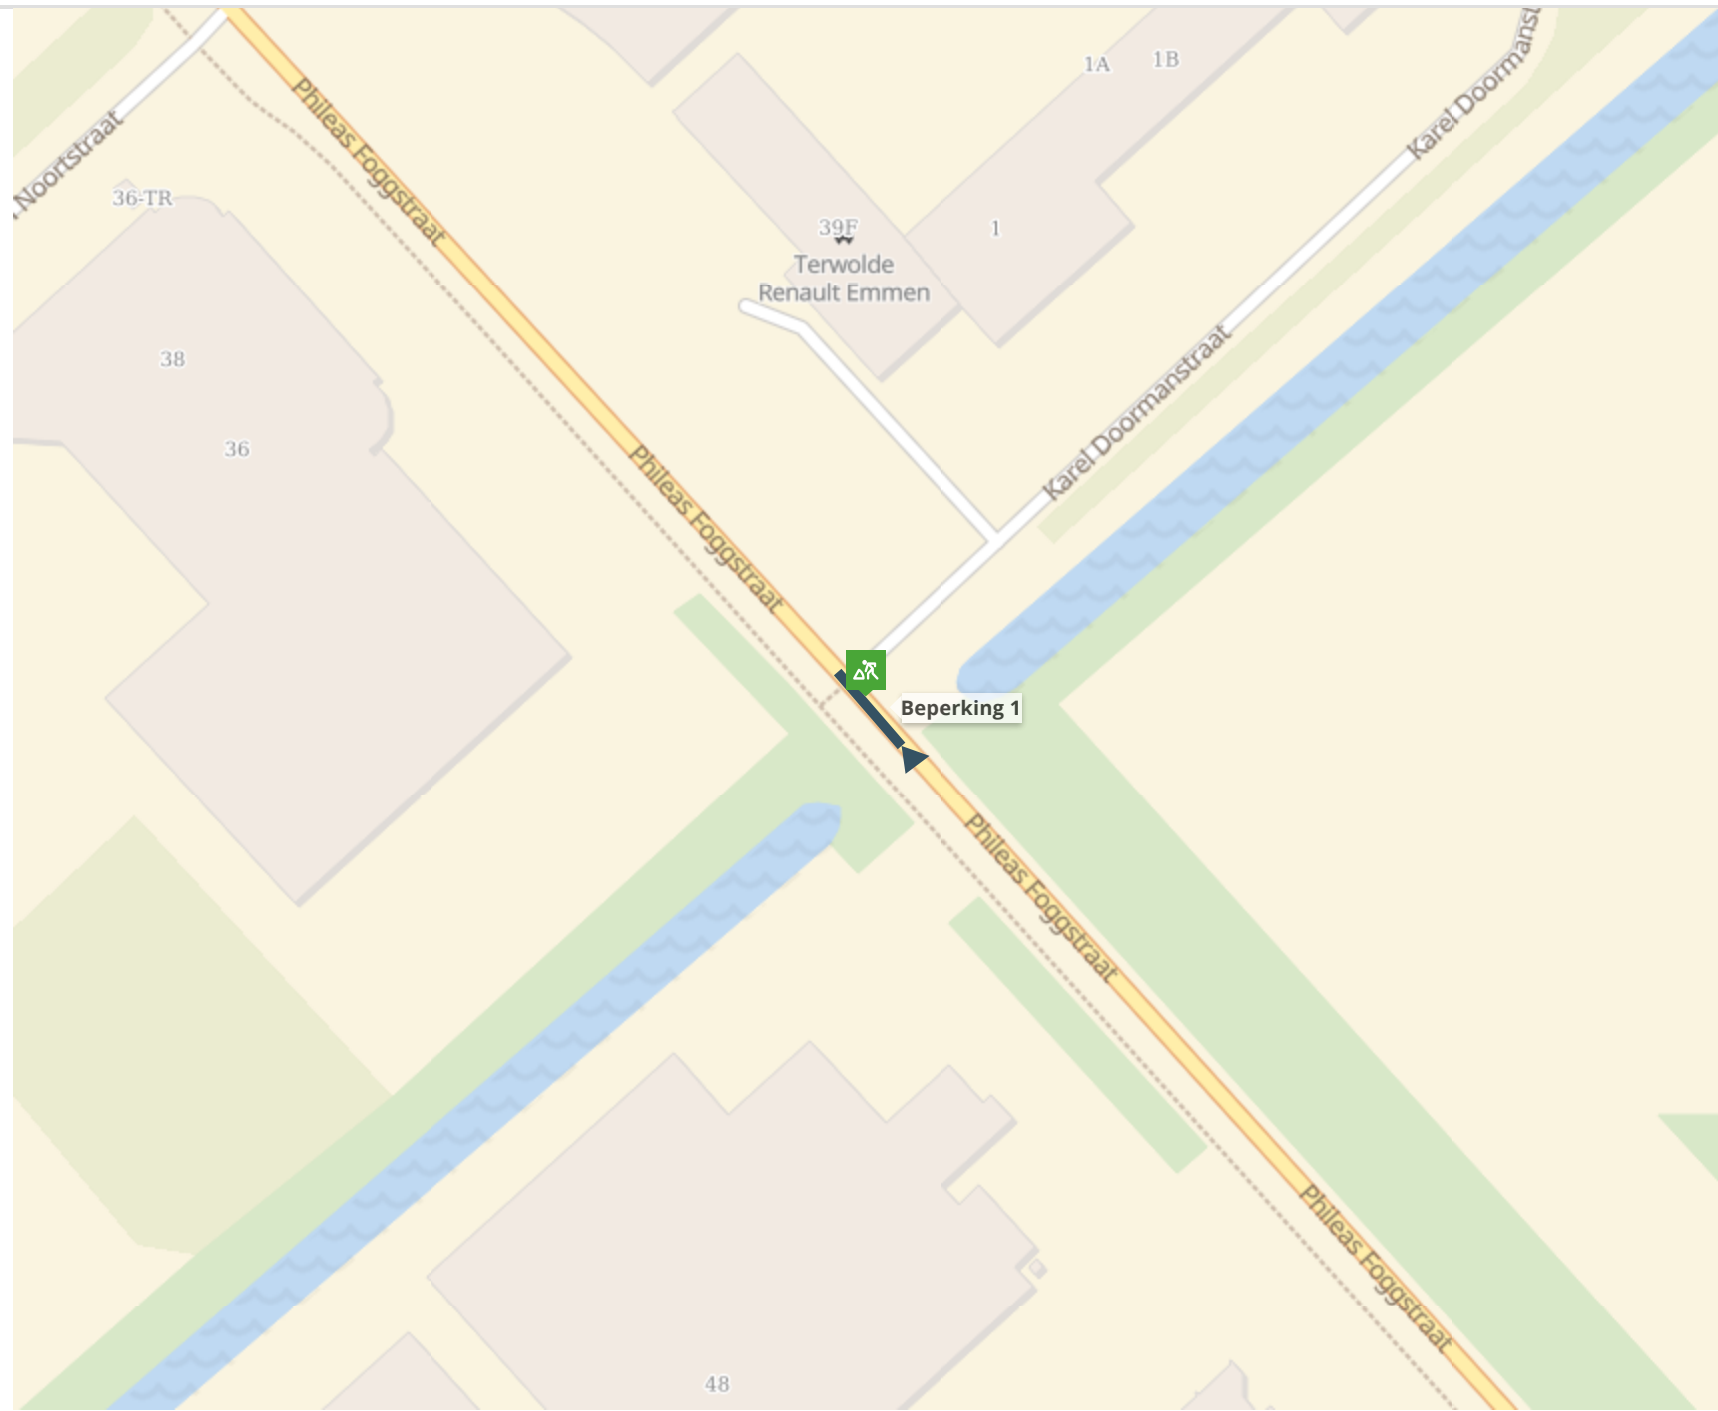 1A
1B
Karel Doormanst
Phileas Foggstraat
Noortstraat
36-TR
39F
1
Terwolde
Renault Emmen
38
Karel Doormanstraat
36
Phileas Foggstraat
Beperking 1
Phileas Foggstraat
Phileas Foggstraat
48